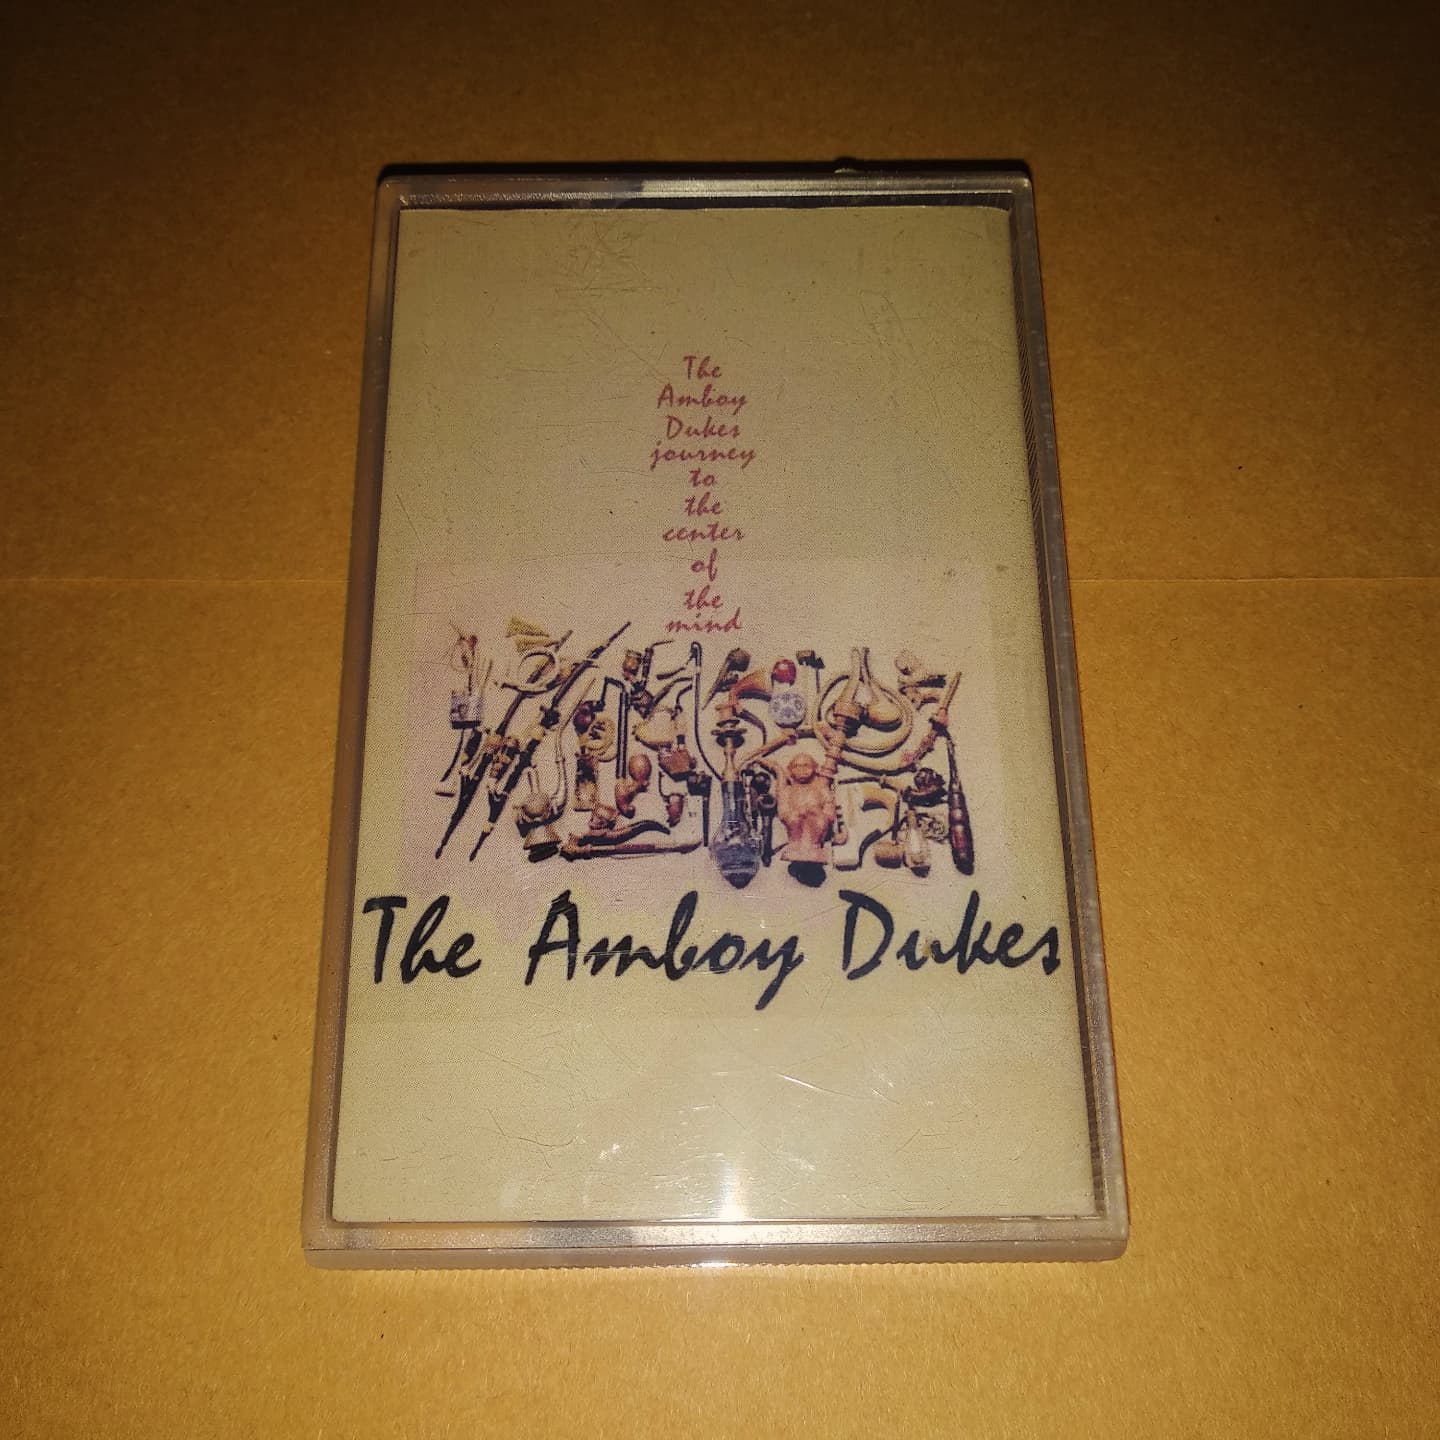 The
Amboy
Dukes
journey
to
the
center
of
the
mind
The Amboy Dukes